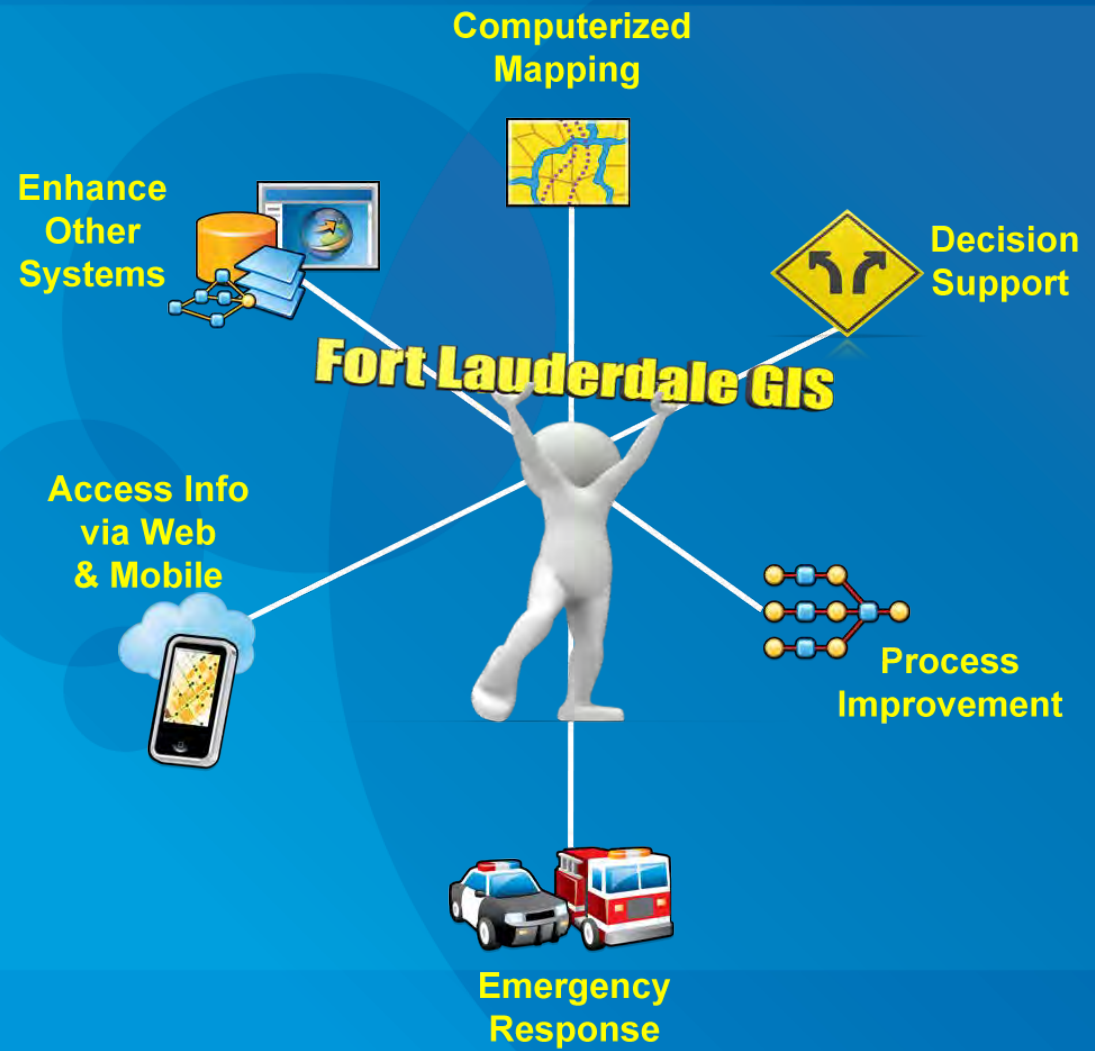 Computerized
Mapping
Enhance
Other
Systems
Decision
Support
Fort Lauderdale GIS
Access Info
via Web
& Mobile
Process
Improvement
Emergency
Response